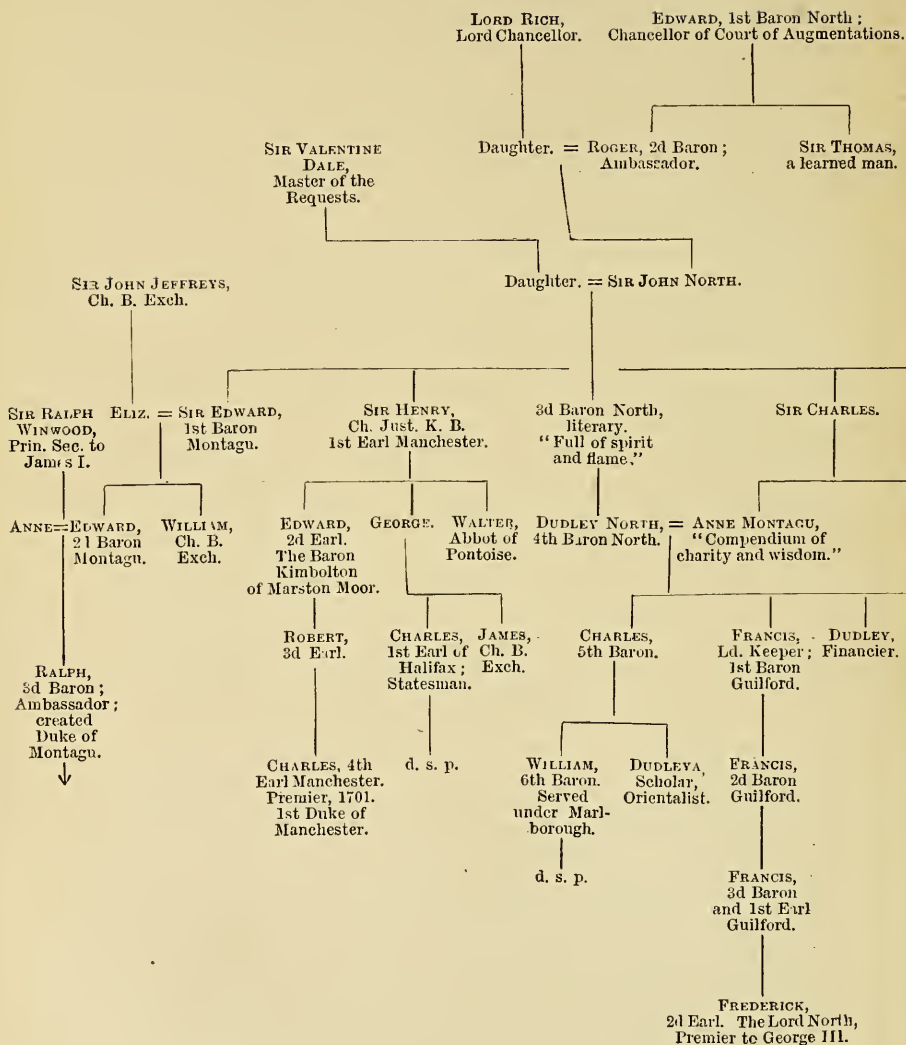 LORD RICH,
Lord Chancellor.
EDWARD, 1st Baron North ;
Chancellor of Court of Augmentations.
SIR VALENTINE
DALE,
Master of the
Requests.
Daughter. = ROGER, 2d Baron ;
Ambassador.
SIR THOMAS,
a learned man.
SIR JOHN JEFFREYS,
Ch. B. Exch.
Daughter. = SIR JOHN NORTH.
SIR RALPH
WINWOOD,
Prin. Sec. to
James I.
ELIZ. = SIR EDWARD,
1st Baron
Montagu.
SIR HENRY,
Ch. Just. K. B.
1st Earl Manchester.
3d Baron North,
literary.
"Full of spirit
and flame."
SIR CHARLES.
ANNE=EDWARD,
2d Baron
Montagu.
WILLIAM,
Ch. B.
Exch.
EDWARD,
2d Earl.
The Baron
Kimbolton
of Marston Moor.
GEORGE.
WALTER,
Abbot of
Pontoise.
DUDLEY NORTH, = ANNE MONTAGU,
4th Baron North.
"Compendium of
charity and wisdom."
RALPH,
3d Baron ;
Ambassador ;
created
Duke of
Montagu.
ROBERT,
3d Earl.
CHARLES,
1st Earl of
Halifax ;
Statesman.
JAMES,
Ch. B.
Exch.
CHARLES,
5th Baron.
FRANCIS,
Ld. Keeper ;
1st Baron
Guilford.
DUDLEY,
Financier.
CHARLES, 4th
Earl Manchester.
Premier, 1701.
1st Duke of
Manchester.
d. s. p.
WILLIAM,
6th Baron.
Served
under Marl-
borough.
DUDLEYA,
Scholar,
Orientalist.
FRANCIS,
2d Baron
Guilford.
d. s. p.
FRANCIS,
3d Baron
and 1st Earl
Guilford.
FREDERICK,
2d Earl. The Lord North,
Premier to George III.